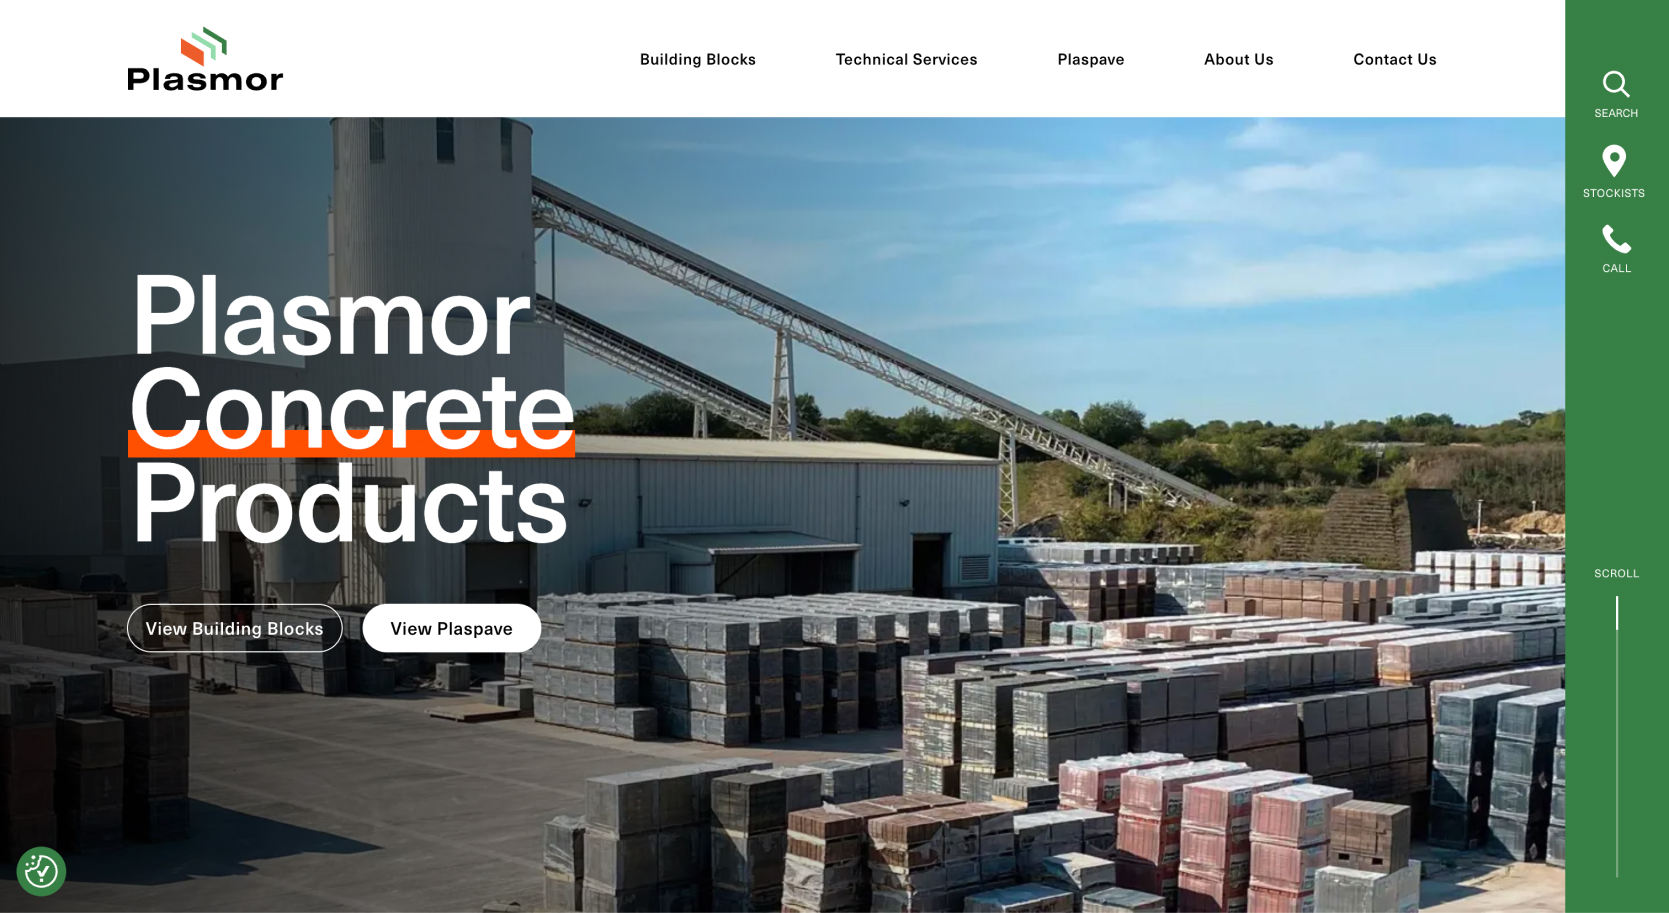 Plasmor
Building Blocks
Technical Services
Plaspave
About Us
Contact Us
SEARCH
STOCKISTS
CALL
Plasmor
Concrete
Products
View Building Blocks
View Plaspave
SCROLL